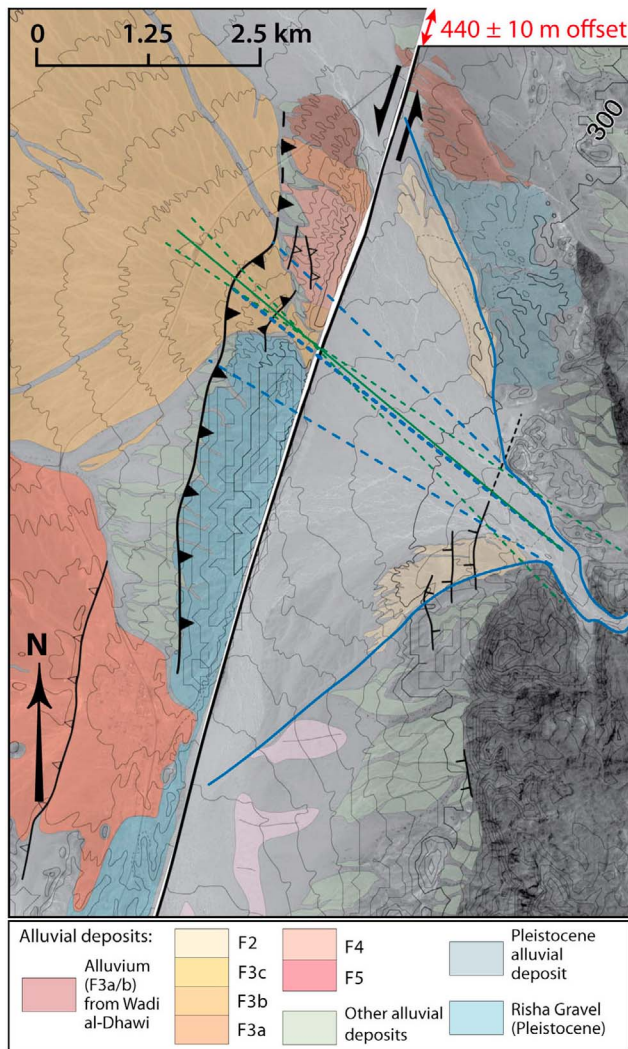 440 ± 10 m offset
0 1.25 2.5 km
300
N
Alluvial deposits:
Alluvium
(F3a/b)
from Wadi
al-Dhawi
F2
F3c
F3b
F3a
F4
F5
Other alluvial
deposits
Pleistocene
alluvial
deposit
Risha Gravel
(Pleistocene)